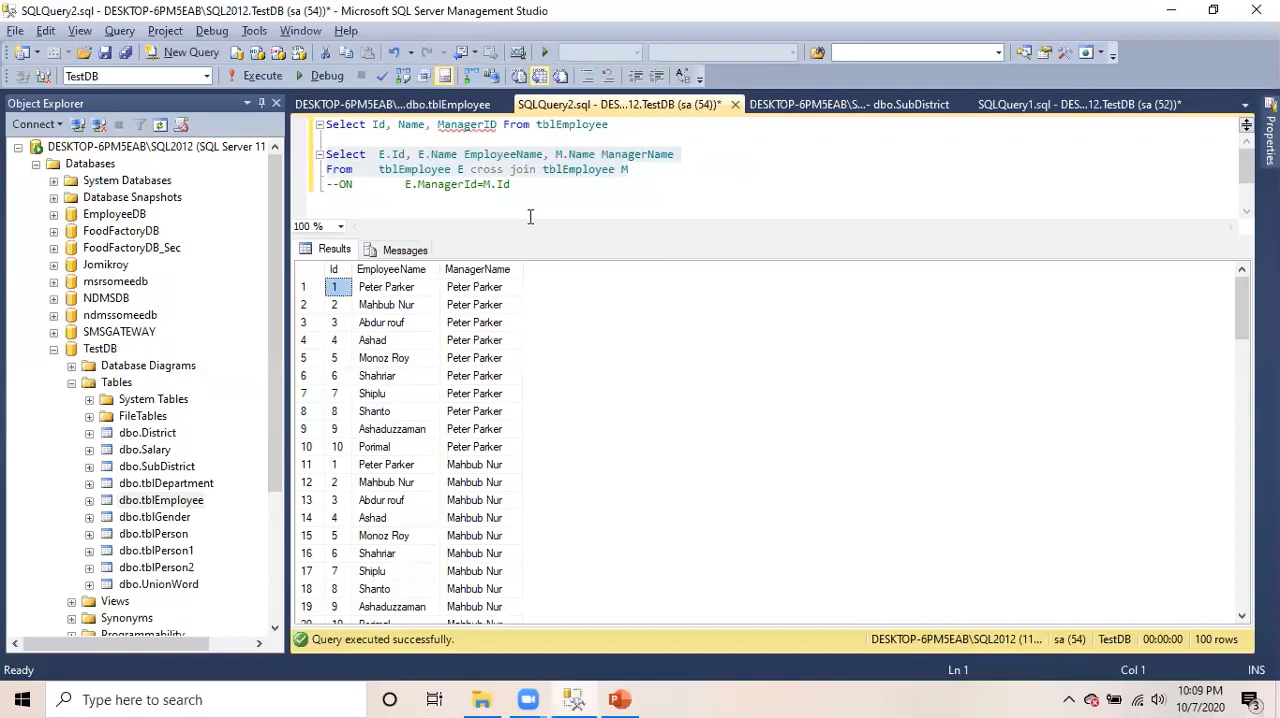 SQLQuery2.sql - DESKTOP-6PM5EAB\SQL2012.TestDB (sa (54))* - Microsoft SQL Server Management Studio
File Edit View Query Project Debug Tools Window Help
New Query
TestDB Execute Debug
Object Explorer
DESKTOP-6PM5EAB\...dbo.tblEmployee SQLQuery2.sql - DES...12.TestDB (sa (54))* DESKTOP-6PM5EAB\S...- dbo.SubDistrict SQLQuery1.sql - DES...12.TestDB (sa (52))*
Properties
Connect
DESKTOP-6PM5EAB\SQL2012 (SQL Server 11
Databases
System Databases
Database Snapshots
EmployeeDB
FoodFactoryDB
FoodFactoryDB_Sec
Jomikroy
msrsomeedb
NDMSDB
ndmssomeedb
SMSGATEWAY
TestDB
Database Diagrams
Tables
System Tables
FileTables
dbo.District
dbo.Salary
dbo.SubDistrict
dbo.tblDepartment
dbo.tblEmployee
dbo.tblGender
dbo.tblPerson
dbo.tblPerson1
dbo.tblPerson2
dbo.UnionWord
Views
Synonyms
Programmability
Select Id, Name, ManagerID From tblEmployee
Select E.Id, E.Name EmployeeName, M.Name ManagerName
From tblEmployee E cross join tblEmployee M
--ON E.ManagerId=M.Id
100 %
Results Messages
Id EmployeeName ManagerName
1 1 Peter Parker Peter Parker
2 2 Mahbub Nur Peter Parker
3 3 Abdur rouf Peter Parker
4 4 Ashad Peter Parker
5 5 Monoz Roy Peter Parker
6 6 Shahriar Peter Parker
7 7 Shiplu Peter Parker
8 8 Shanto Peter Parker
9 9 Ashaduzzaman Peter Parker
10 10 Porimal Peter Parker
11 1 Peter Parker Mahbub Nur
12 2 Mahbub Nur Mahbub Nur
13 3 Abdur rouf Mahbub Nur
14 4 Ashad Mahbub Nur
15 5 Monoz Roy Mahbub Nur
16 6 Shahriar Mahbub Nur
17 7 Shiplu Mahbub Nur
18 8 Shanto Mahbub Nur
19 9 Ashaduzzaman Mahbub Nur
20 10 Porimal Mahbub Nur
Query executed successfully. DESKTOP-6PM5EAB\SQL2012 (11... sa (54) TestDB 00:00:00 100 rows
Ready Ln 1 Col 1 INS
Type here to search
10:09 PM
10/7/2020
3